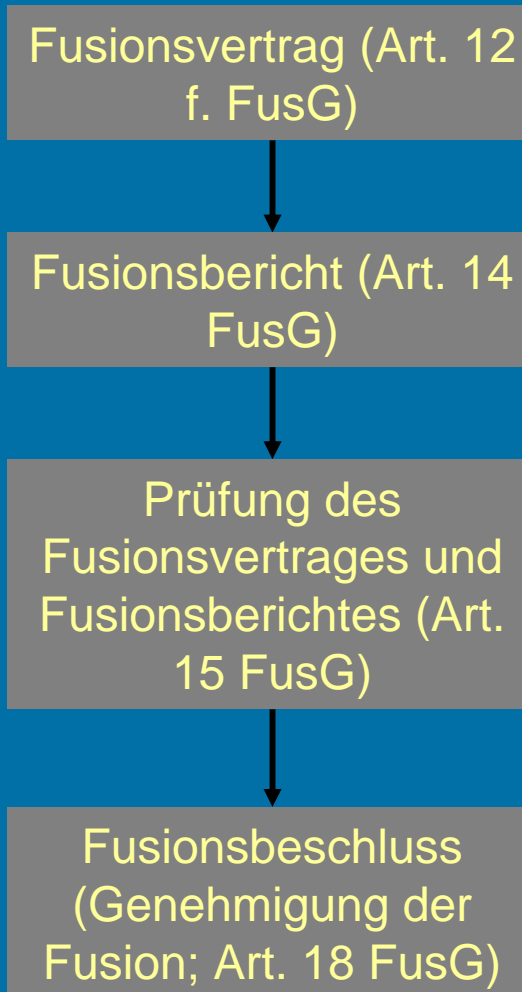 Fusionsvertrag (Art. 12
f. FusG)
Fusionsbericht (Art. 14
FusG)
Prüfung des
Fusionsvertrages und
Fusionsberichtes (Art.
15 FusG)
Fusionsbeschluss
(Genehmigung der
Fusion; Art. 18 FusG)